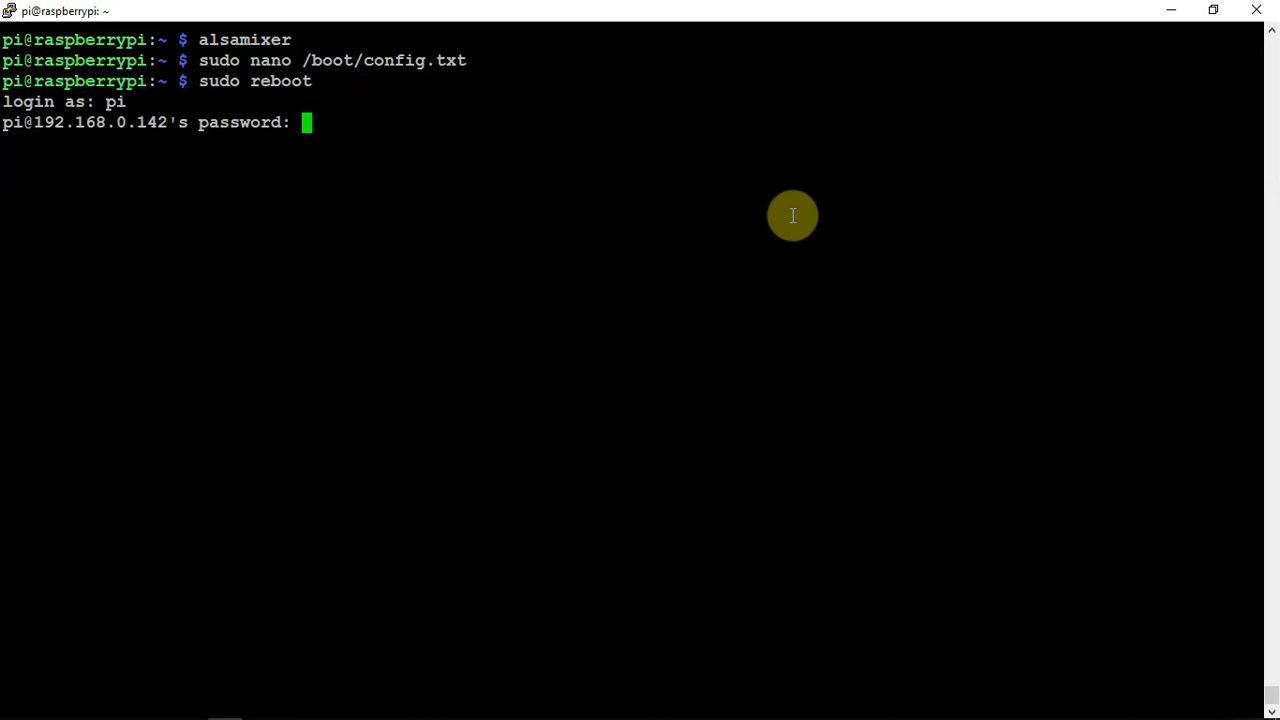 pi@raspberrypi: ~
pi@raspberrypi:~ $ alsamixer
pi@raspberrypi:~ $ sudo nano /boot/config.txt
pi@raspberrypi:~ $ sudo reboot
login as: pi
pi@192.168.0.142's password: